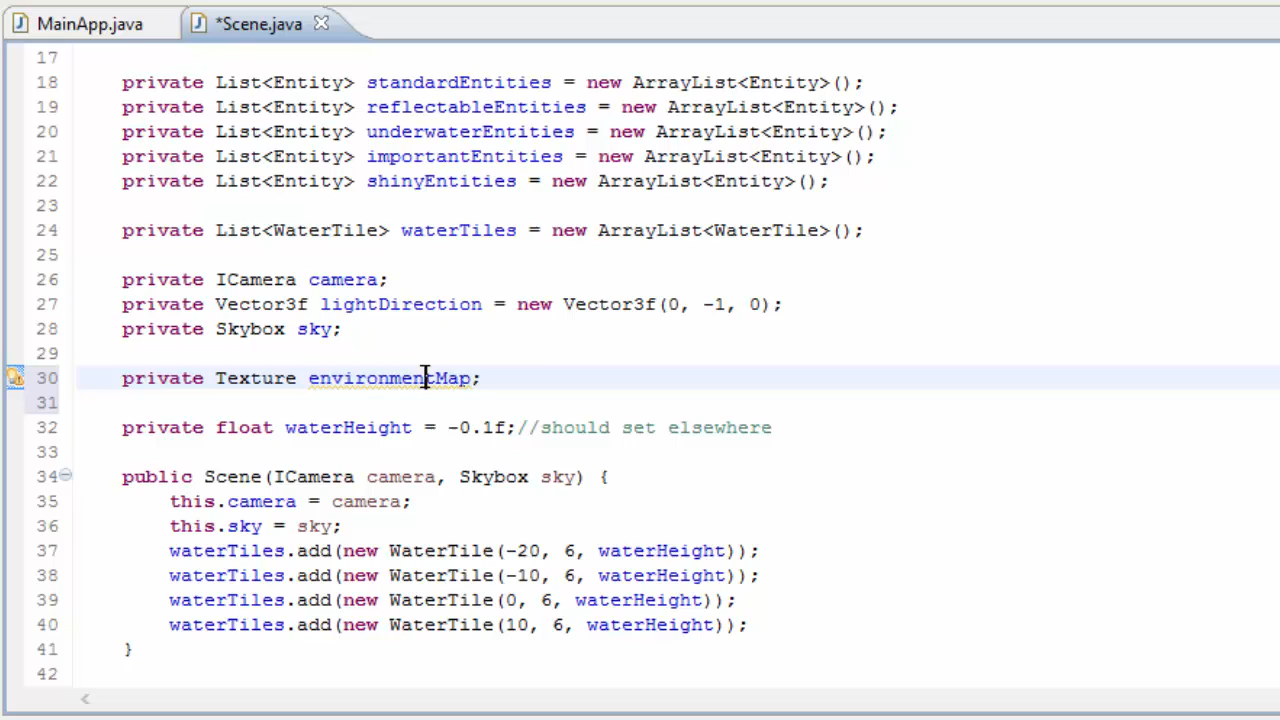 MainApp.java *Scene.java
17
18 private List<Entity> standardEntities = new ArrayList<Entity>();
19 private List<Entity> reflectableEntities = new ArrayList<Entity>();
20 private List<Entity> underwaterEntities = new ArrayList<Entity>();
21 private List<Entity> importantEntities = new ArrayList<Entity>();
22 private List<Entity> shinyEntities = new ArrayList<Entity>();
23
24 private List<WaterTile> waterTiles = new ArrayList<WaterTile>();
25
26 private ICamera camera;
27 private Vector3f lightDirection = new Vector3f(0, -1, 0);
28 private Skybox sky;
29
30 private Texture environmentMap;
31
32 private float waterHeight = -0.1f;//should set elsewhere
33
34 public Scene(ICamera camera, Skybox sky) {
35 this.camera = camera;
36 this.sky = sky;
37 waterTiles.add(new WaterTile(-20, 6, waterHeight));
38 waterTiles.add(new WaterTile(-10, 6, waterHeight));
39 waterTiles.add(new WaterTile(0, 6, waterHeight));
40 waterTiles.add(new WaterTile(10, 6, waterHeight));
41 }
42